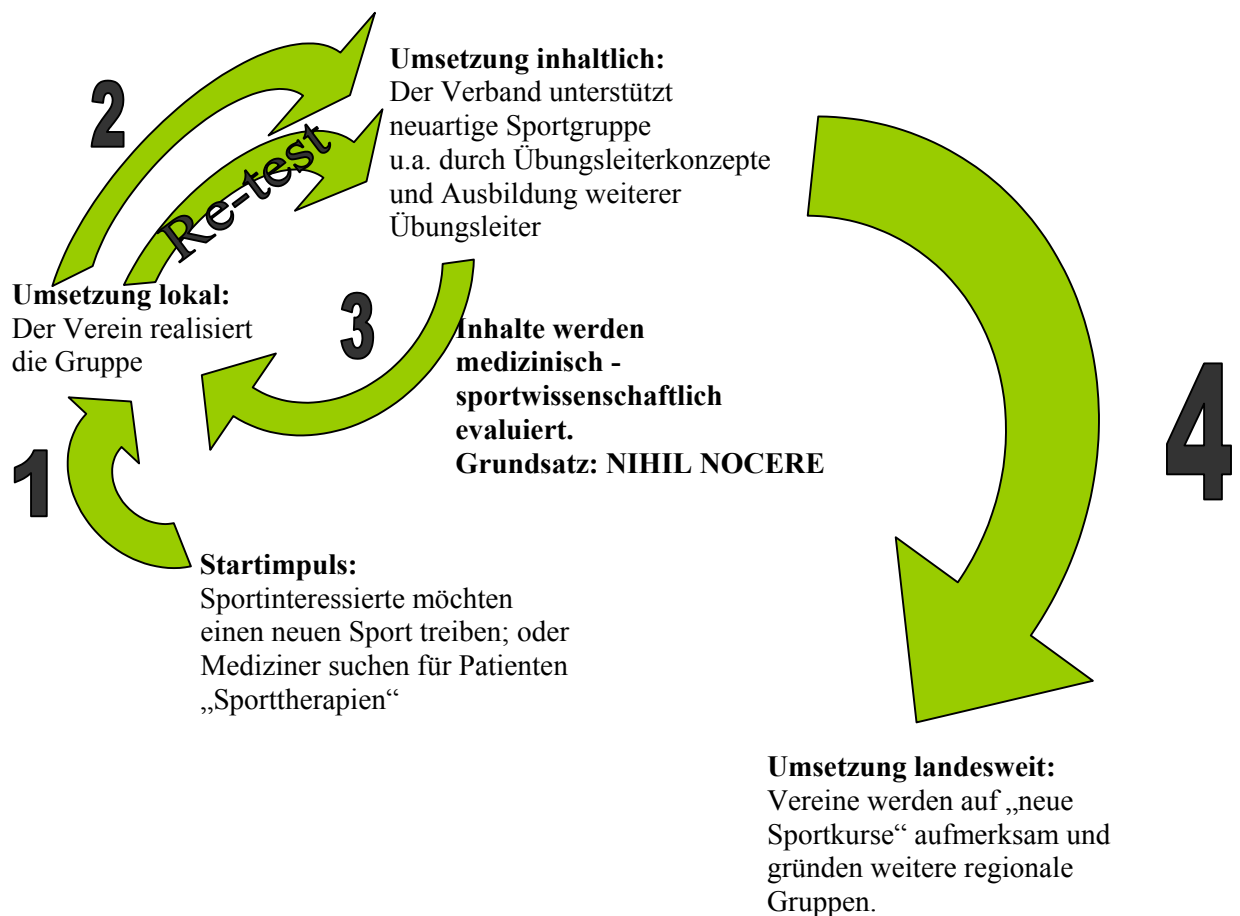 2
Umsetzung inhaltlich:
Der Verband unterstützt
neuartige Sportgruppe
u.a. durch Übungsleiterkonzepte
und Ausbildung weiterer
Übungsleiter
Re-test
Umsetzung lokal:
Der Verein realisiert
die Gruppe
3
Inhalte werden
medizinisch -
sportwissenschaftlich
evaluiert.
Grundsatz: NIHIL NOCERE
4
1
Startimpuls:
Sportinteressierte möchten
einen neuen Sport treiben; oder
Mediziner suchen für Patienten
„Sporttherapien“
Umsetzung landesweit:
Vereine werden auf „neue
Sportkurse“ aufmerksam und
gründen weitere regionale
Gruppen.